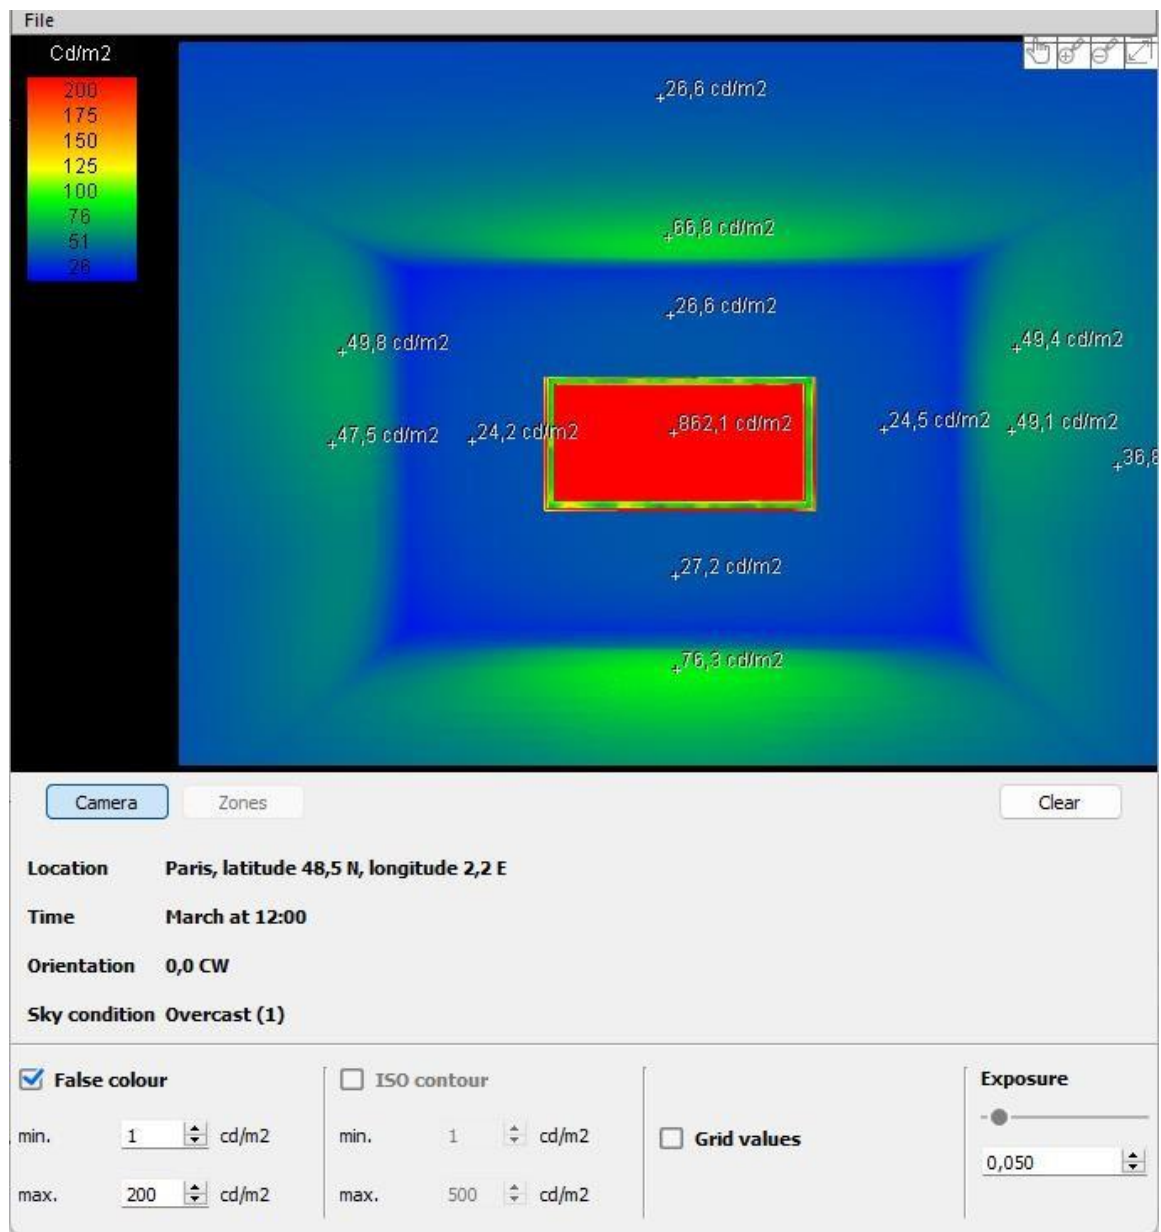 File
Cd/m2
200
175
150
125
100
76
51
26
26,6 cd/m2
66,8 cd/m2
26,6 cd/m2
49,8 cd/m2
49,4 cd/m2
47,5 cd/m2
24,2 cd/m2
862,1 cd/m2
24,5 cd/m2
49,1 cd/m2
36,8
27,2 cd/m2
76,3 cd/m2
Camera
Zones
Clear
Location Paris, latitude 48,5 N, longitude 2,2 E
Time March at 12:00
Orientation 0,0 CW
Sky condition Overcast (1)
False colour
ISO contour
Exposure
min. 1 cd/m2
min. 1 cd/m2
Grid values
0,050
max. 200 cd/m2
max. 500 cd/m2